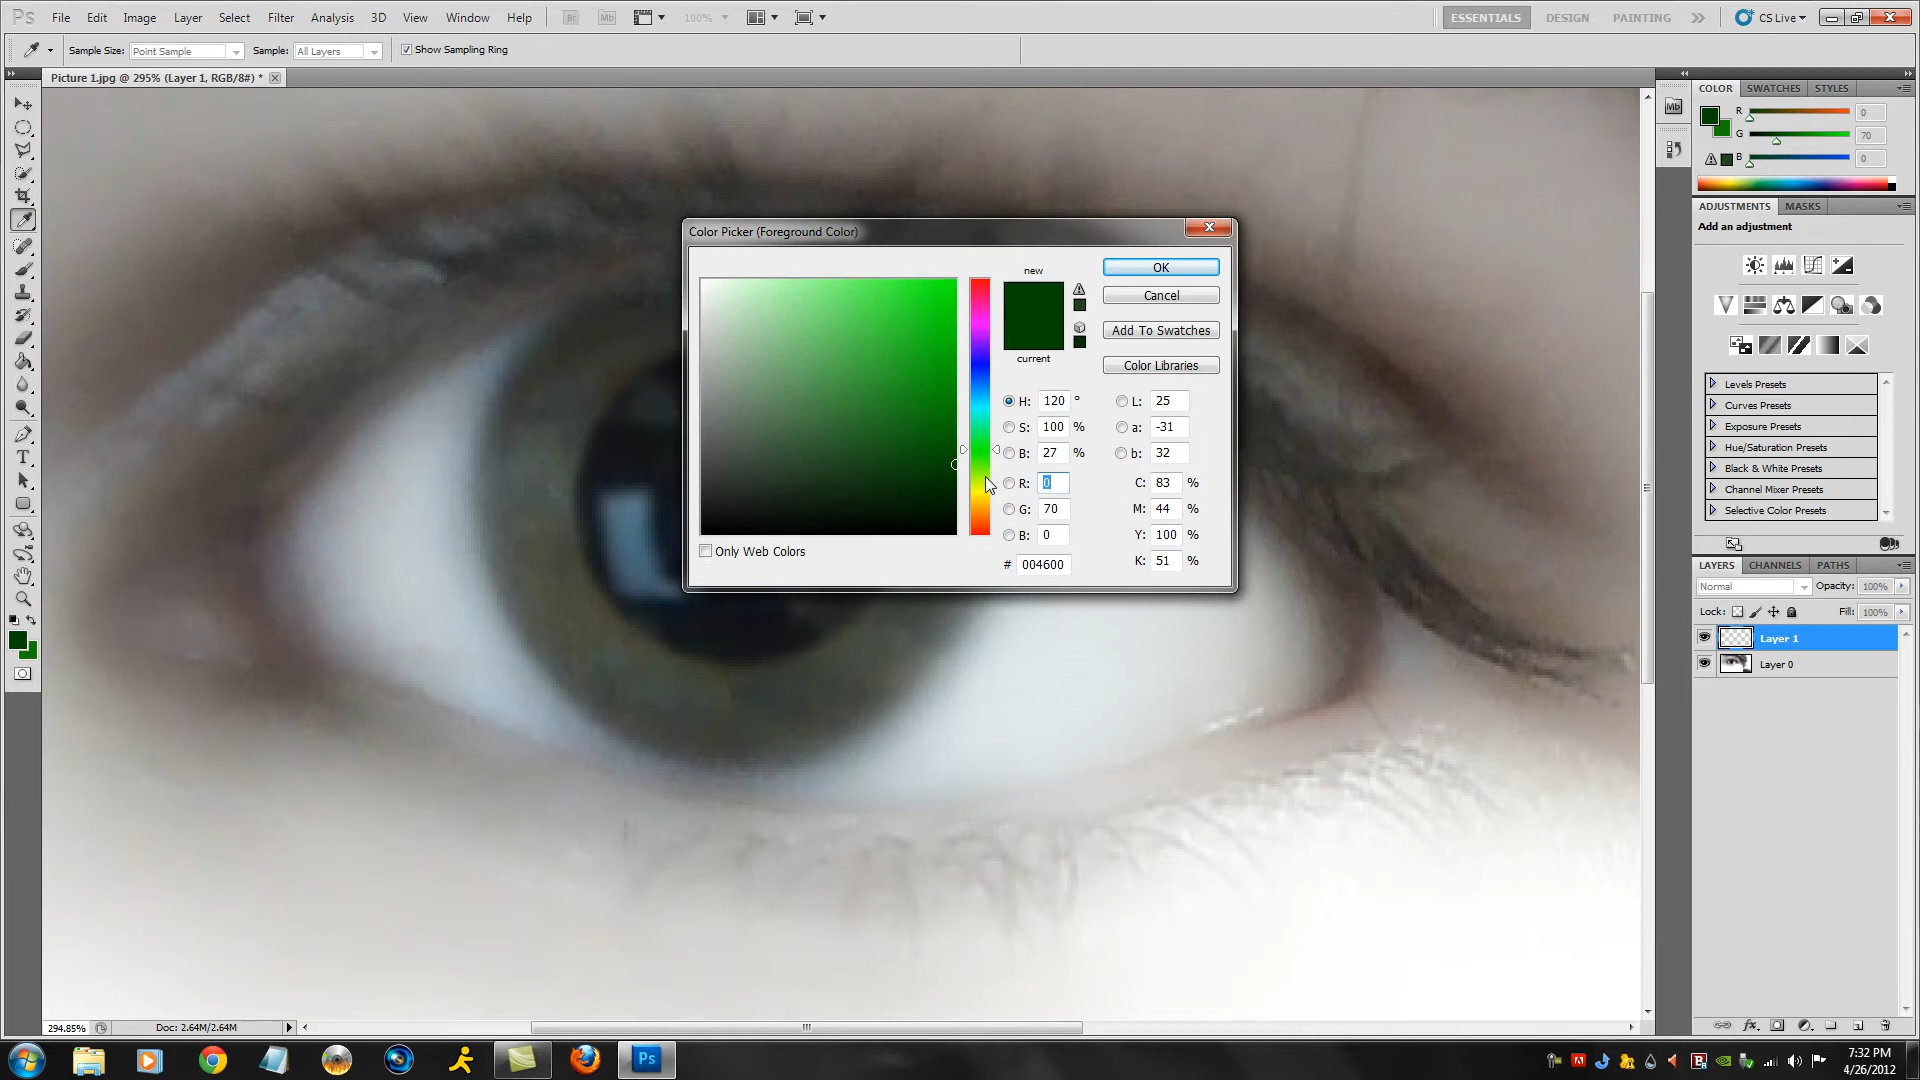 Ps File Edit Image Layer Select Filter Analysis 3D View Window Help Br Mb 100% ESSENTIALS DESIGN PAINTING CS Live
Sample Size: Point Sample Sample: All Layers Show Sampling Ring
Picture 1.jpg @ 295% (Layer 1, RGB/8#) *
COLOR SWATCHES STYLES
Mb
R 0
G 70
B 0
ADJUSTMENTS MASKS
Add an adjustment
Levels Presets
Curves Presets
Exposure Presets
Hue/Saturation Presets
Black & White Presets
Channel Mixer Presets
Selective Color Presets
LAYERS CHANNELS PATHS
Normal Opacity: 100%
Lock: Fill: 100%
Layer 1
Layer 0
Color Picker (Foreground Color)
new
current
OK
Cancel
Add To Swatches
Color Libraries
H: 120 ° L: 25
S: 100 % a: -31
B: 27 % b: 32
R: 0 C: 83 %
G: 70 M: 44 %
B: 0 Y: 100 %
# 004600 K: 51 %
Only Web Colors
T
294.85% Doc: 2.64M/2.64M
fx
Ps
7:32 PM
4/26/2012